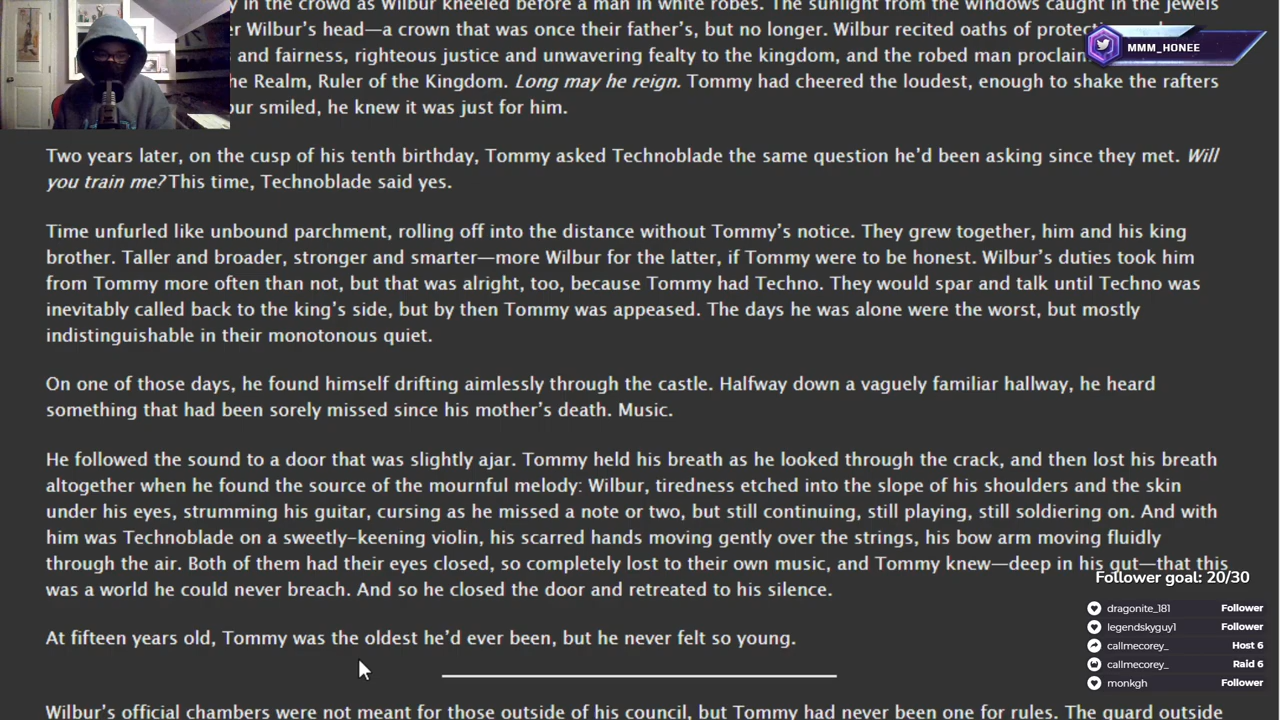 y in the crowd as Wilbur kneeled before a man in white robes. The sunlight from the windows caught in the jewels
r Wilbur's head—a crown that was once their father's, but no longer. Wilbur recited oaths of
and fairness, righteous justice and unwavering fealty to the kingdom, and the robed man
he Realm, Ruler of the Kingdom. Long may he reign. Tommy had cheered the loudest, enough to shake the rafters
ur smiled, he knew it was just for him.
MMM_HONEE
Two years later, on the cusp of his tenth birthday, Tommy asked Technoblade the same question he'd been asking since they met. Will
you train me? This time, Technoblade said yes.
Time unfurled like unbound parchment, rolling off into the distance without Tommy's notice. They grew together, him and his king
brother. Taller and broader, stronger and smarter—more Wilbur for the latter, if Tommy were to be honest. Wilbur's duties took him
from Tommy more often than not, but that was alright, too, because Tommy had Techno. They would spar and talk until Techno was
inevitably called back to the king's side, but by then Tommy was appeased. The days he was alone were the worst, but mostly
indistinguishable in their monotonous quiet.
On one of those days, he found himself drifting aimlessly through the castle. Halfway down a vaguely familiar hallway, he heard
something that had been sorely missed since his mother's death. Music.
He followed the sound to a door that was slightly ajar. Tommy held his breath as he looked through the crack, and then lost his breath
altogether when he found the source of the mournful melody: Wilbur, tiredness etched into the slope of his shoulders and the skin
under his eyes, strumming his guitar, cursing as he missed a note or two, but still continuing, still playing, still soldiering on. And with
him was Technoblade on a sweetly-keening violin, his scarred hands moving gently over the strings, his bow arm moving fluidly
through the air. Both of them had their eyes closed, so completely lost to their own music, and Tommy knew—deep in his gut—that this
was a world he could never breach. And so he closed the door and retreated to his silence.
At fifteen years old, Tommy was the oldest he'd ever been, but he never felt so young.
Wilbur's official chambers were not meant for those outside of his council, but Tommy had never been one for rules. The guard outside
Follower goal: 20/30
dragonite_181 Follower
legendskyguy1 Follower
callmecorey_ Host 6
callmecorey_ Raid 6
monkgh Follower